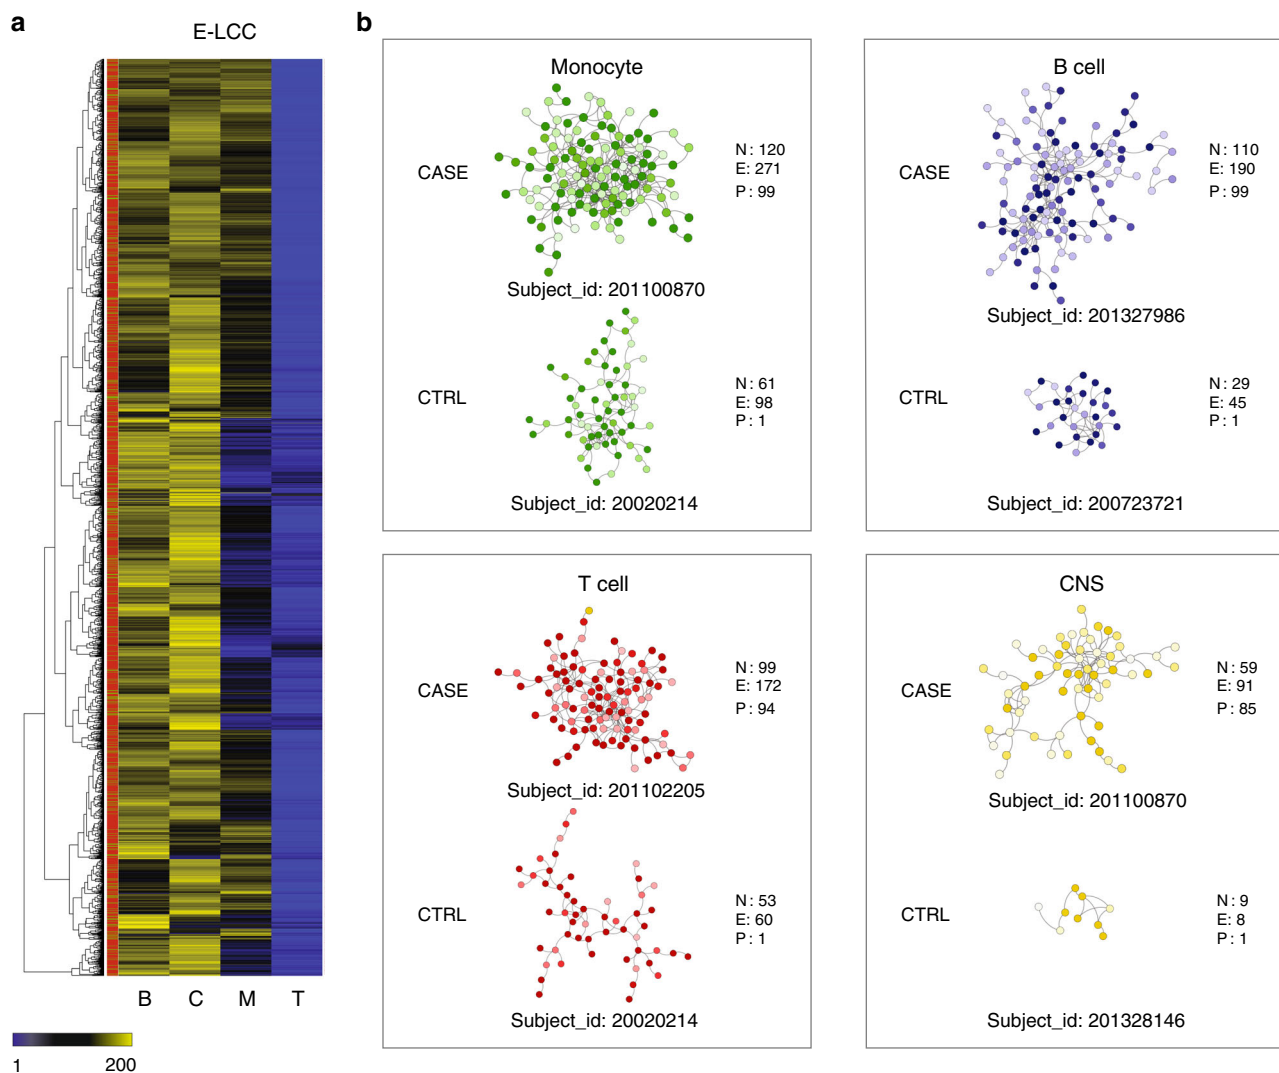 a
E-LCC
B C M T
1 200
b
Monocyte
CASE
N: 120
E: 271
P: 99
Subject_id: 201100870
CTRL
N: 61
E: 98
P: 1
Subject_id: 20020214
B cell
CASE
N: 110
E: 190
P: 99
Subject_id: 201327986
CTRL
N: 29
E: 45
P: 1
Subject_id: 200723721
T cell
CASE
N: 99
E: 172
P: 94
Subject_id: 201102205
CTRL
N: 53
E: 60
P: 1
Subject_id: 20020214
CNS
CASE
N: 59
E: 91
P: 85
Subject_id: 201100870
CTRL
N: 9
E: 8
P: 1
Subject_id: 201328146